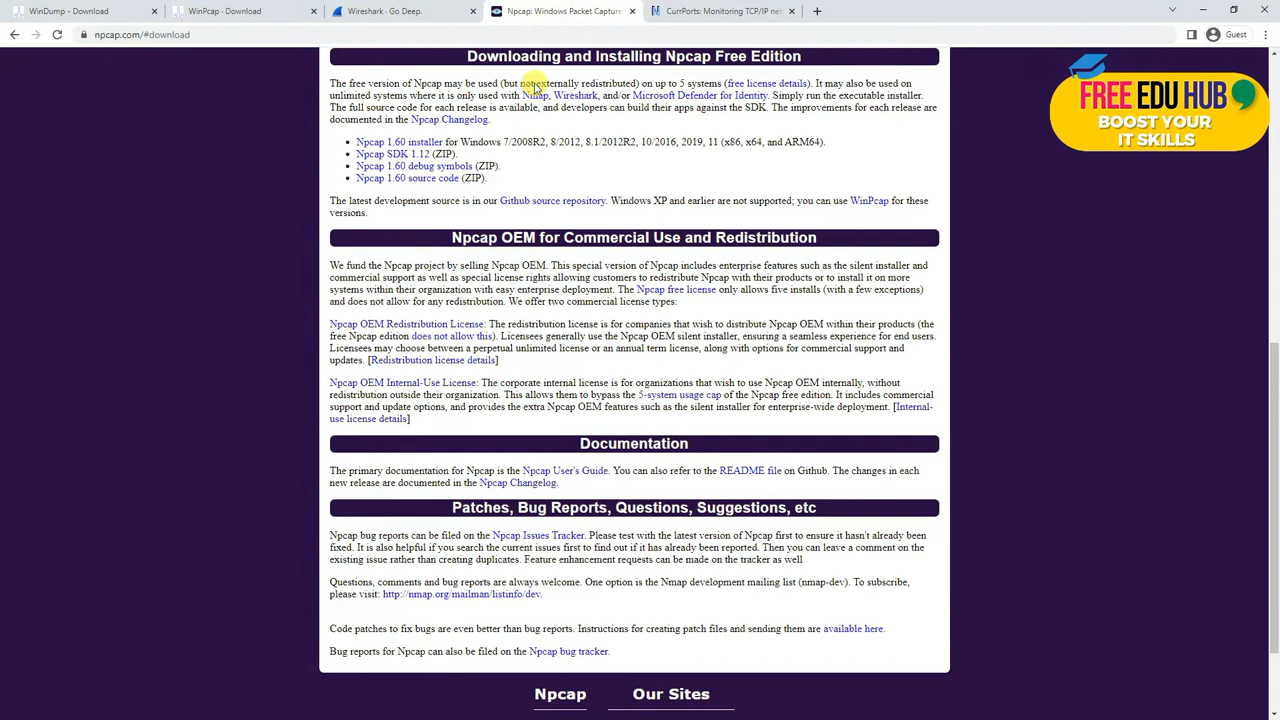 WinDump - Download
WinPcap · Download
Wireshark · Go Deep.
Npcap: Windows Packet Capture
CurrPorts: Monitoring TCP/IP net
npcap.com/#download
Guest
FREE EDU HUB
BOOST YOUR
IT SKILLS
Downloading and Installing Npcap Free Edition
The free version of Npcap may be used (but not externally redistributed) on up to 5 systems (free license details). It may also be used on
unlimited systems where it is only used with Nmap, Wireshark, and/or Microsoft Defender for Identity. Simply run the executable installer.
The full source code for each release is available, and developers can build their apps against the SDK. The improvements for each release are
documented in the Npcap Changelog.
• Npcap 1.60 installer for Windows 7/2008R2, 8/2012, 8.1/2012R2, 10/2016, 2019, 11 (x86, x64, and ARM64).
• Npcap SDK 1.12 (ZIP).
• Npcap 1.60 debug symbols (ZIP).
• Npcap 1.60 source code (ZIP).
The latest development source is in our Github source repository. Windows XP and earlier are not supported; you can use WinPcap for these
versions.
Npcap OEM for Commercial Use and Redistribution
We fund the Npcap project by selling Npcap OEM. This special version of Npcap includes enterprise features such as the silent installer and
commercial support as well as special license rights allowing customers to redistribute Npcap with their products or to install it on more
systems within their organization with easy enterprise deployment. The Npcap free license only allows five installs (with a few exceptions)
and does not allow for any redistribution. We offer two commercial license types:
Npcap OEM Redistribution License: The redistribution license is for companies that wish to distribute Npcap OEM within their products (the
free Npcap edition does not allow this). Licensees generally use the Npcap OEM silent installer, ensuring a seamless experience for end users.
Licensees may choose between a perpetual unlimited license or an annual term license, along with options for commercial support and
updates. [Redistribution license details]
Npcap OEM Internal-Use License: The corporate internal license is for organizations that wish to use Npcap OEM internally, without
redistribution outside their organization. This allows them to bypass the 5-system usage cap of the Npcap free edition. It includes commercial
support and update options, and provides the extra Npcap OEM features such as the silent installer for enterprise-wide deployment. [Internal-
use license details]
Documentation
The primary documentation for Npcap is the Npcap User's Guide. You can also refer to the README file on Github. The changes in each
new release are documented in the Npcap Changelog.
Patches, Bug Reports, Questions, Suggestions, etc
Npcap bug reports can be filed on the Npcap Issues Tracker. Please test with the latest version of Npcap first to ensure it hasn't already been
fixed. It is also helpful if you search the current issues first to find out if it has already been reported. Then you can leave a comment on the
existing issue rather than creating duplicates. Feature enhancement requests can be made on the tracker as well
Questions, comments and bug reports are always welcome. One option is the Nmap development mailing list (nmap-dev). To subscribe,
please visit: http://nmap.org/mailman/listinfo/dev.
Code patches to fix bugs are even better than bug reports. Instructions for creating patch files and sending them are available here.
Bug reports for Npcap can also be filed on the Npcap bug tracker.
Npcap
Our Sites